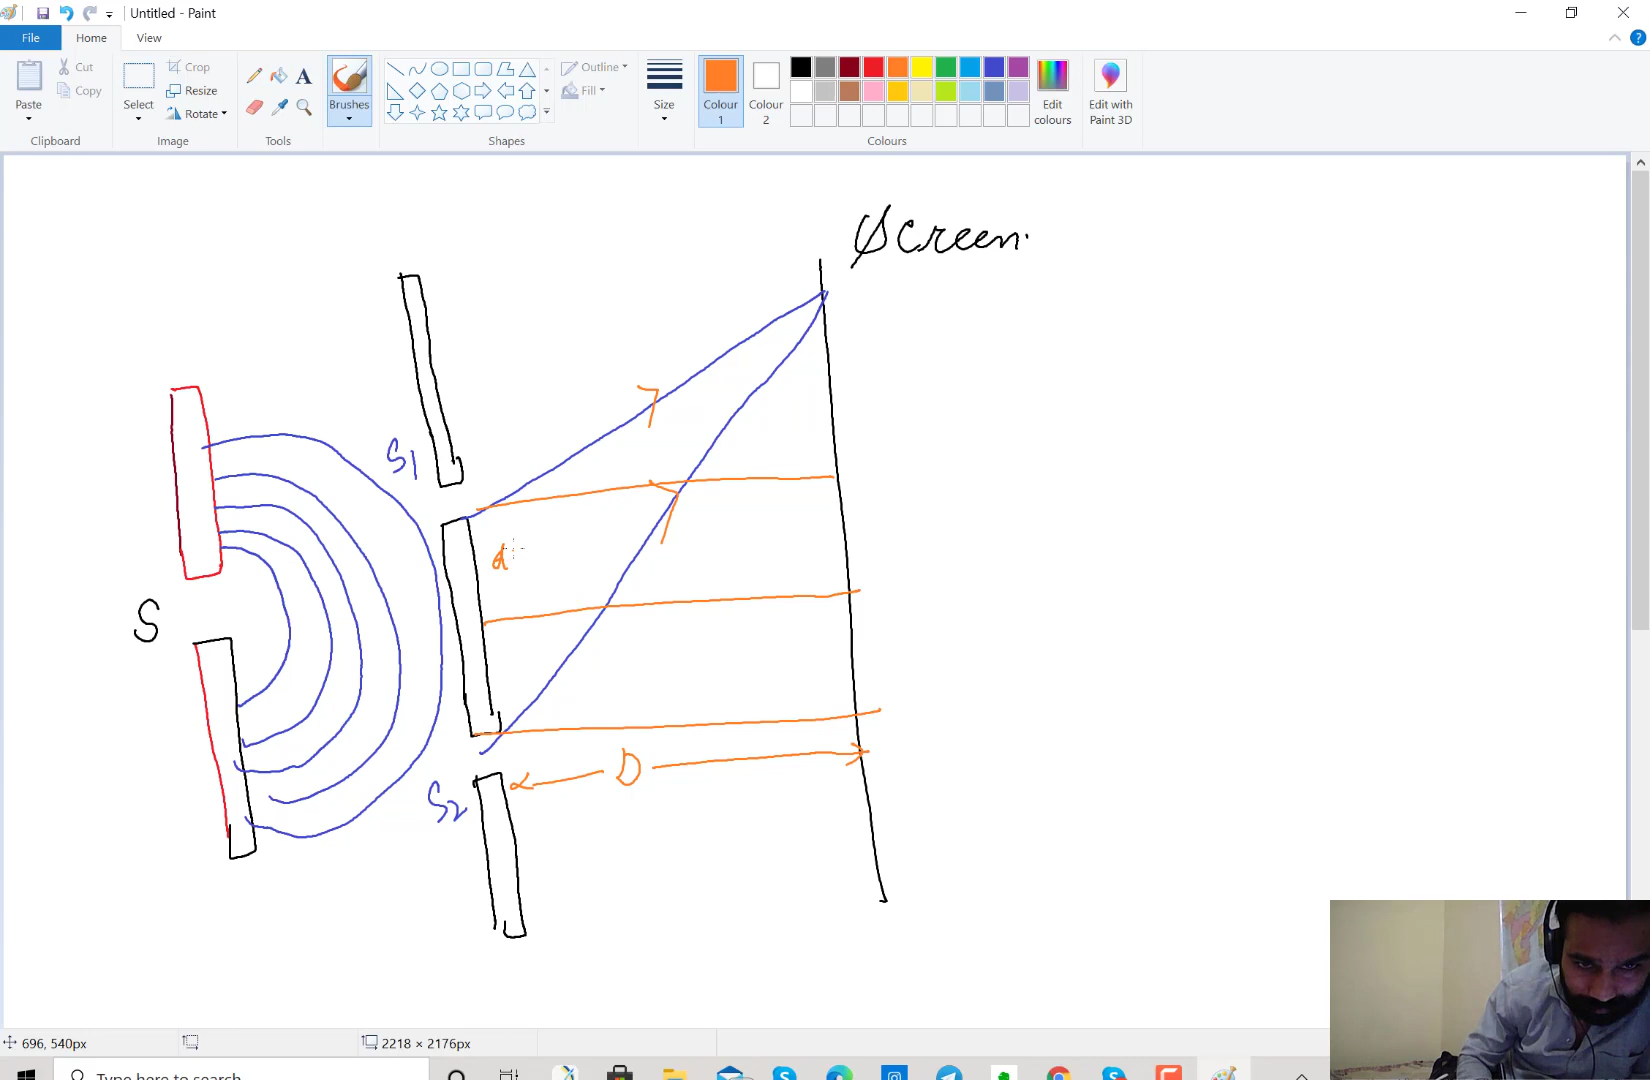 Untitled - Paint
File Home View
Cut
Copy
Paste
Clipboard
Select
Crop
Resize
Rotate
Image
Tools
Brushes
Shapes
Outline
Fill
Size
Colour 1
Colour 2
Edit colours
Edit with Paint 3D
Colours
Screen.
S1
d
S
D
S2
696, 540px
2218 × 2176px
Type here to search